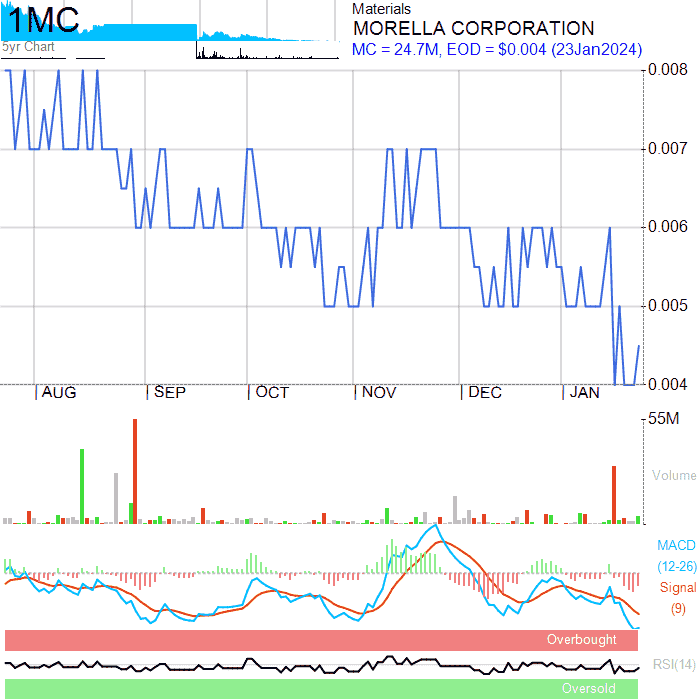 1MC
5yr Chart
Materials
MORELLA CORPORATION
MC = 24.7M, EOD = $0.004 (23Jan2024)
0.008
0.007
0.006
0.005
0.004
AUG SEP OCT NOV DEC JAN
55M
Volume
MACD
(12-26)
Signal
(9)
Overbought
RSI(14)
Oversold